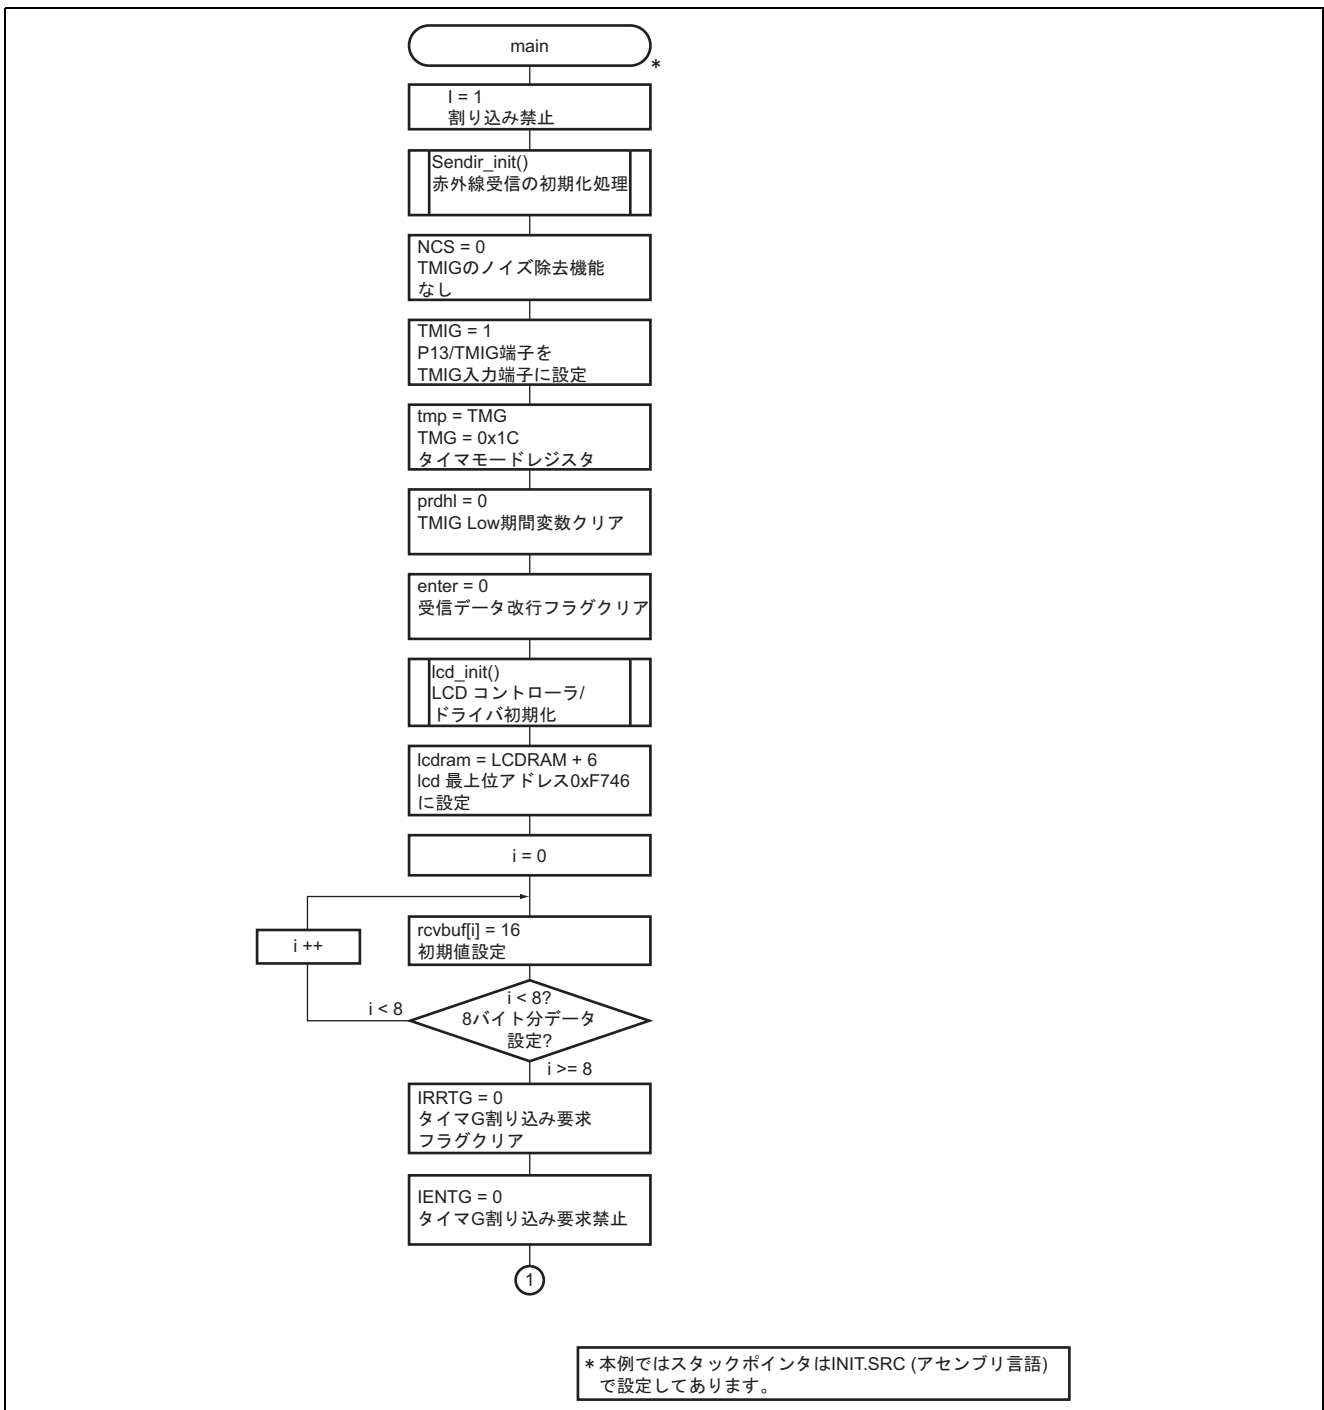 main
*
I = 1
割り込み禁止
Sendir_init()
赤外線受信の初期化処理
NCS = 0
TMIGのノイズ除去機能
なし
TMIG = 1
P13/TMIG端子を
TMIG入力端子に設定
tmp = TMG
TMG = 0x1C
タイマモードレジスタ
prdhl = 0
TMIG Low期間変数クリア
enter = 0
受信データ改行フラグクリア
lcd_init()
LCD コントローラ/
ドライバ初期化
lcdram = LCDRAM + 6
lcd 最上位アドレス0xF746
に設定
i = 0
rcvbuf[i] = 16
初期値設定
i ++
i < 8
i < 8?
8バイト分データ
設定?
i >= 8
IRRTG = 0
タイマG割り込み要求
フラグクリア
IENTG = 0
タイマG割り込み要求禁止
1
* 本例ではスタックポインタはINIT.SRC (アセンブリ言語)
で設定してあります。